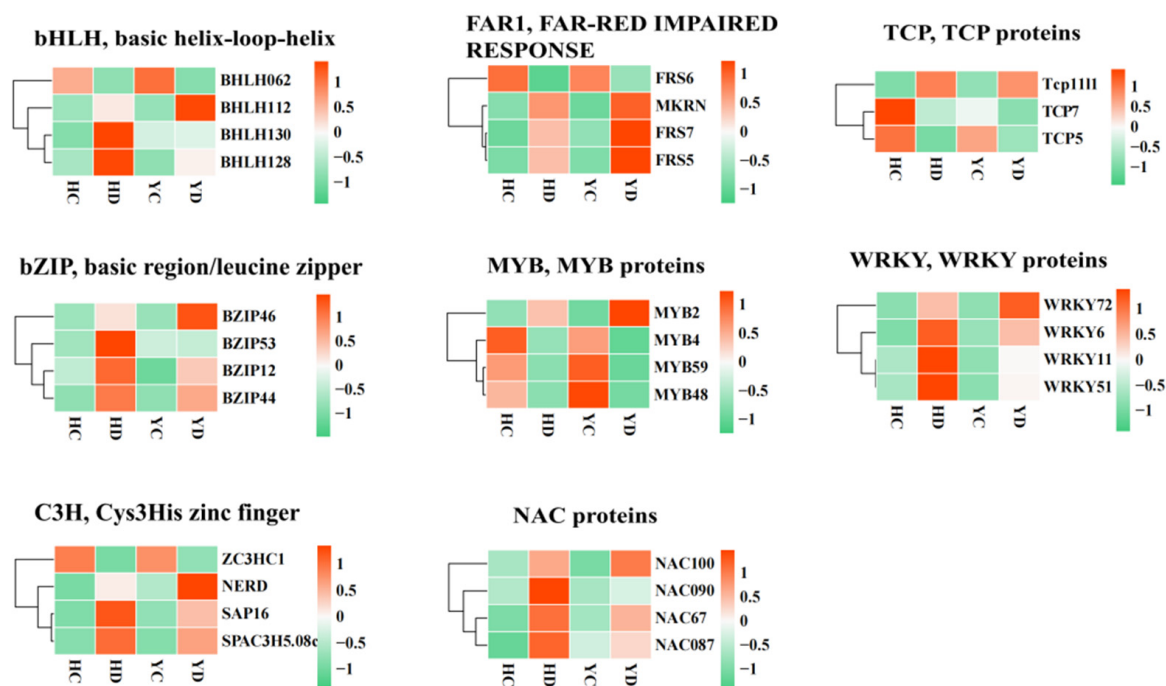 bHLH, basic helix-loop-helix
BHLH062
BHLH112
BHLH130
BHLH128
HC HD YC YD
1
0.5
0
−0.5
−1
FAR1, FAR-RED IMPAIRED
RESPONSE
FRS6
MKRN
FRS7
FRS5
HC HD YC YD
1
0.5
0
−0.5
−1
TCP, TCP proteins
Tcp11l1
TCP7
TCP5
HC HD YC YD
1
0.5
0
−0.5
−1
bZIP, basic region/leucine zipper
BZIP46
BZIP53
BZIP12
BZIP44
HC HD YC YD
1
0.5
0
−0.5
−1
MYB, MYB proteins
MYB2
MYB4
MYB59
MYB48
HC HD YC YD
1
0.5
0
−0.5
−1
WRKY, WRKY proteins
WRKY72
WRKY6
WRKY11
WRKY51
HC HD YC YD
1
0.5
0
−0.5
−1
C3H, Cys3His zinc finger
ZC3HC1
NERD
SAP16
SPAC3H5.08c
HC HD YC YD
1
0.5
0
−0.5
−1
NAC proteins
NAC100
NAC090
NAC67
NAC087
HC HD YC YD
1
0.5
0
−0.5
−1